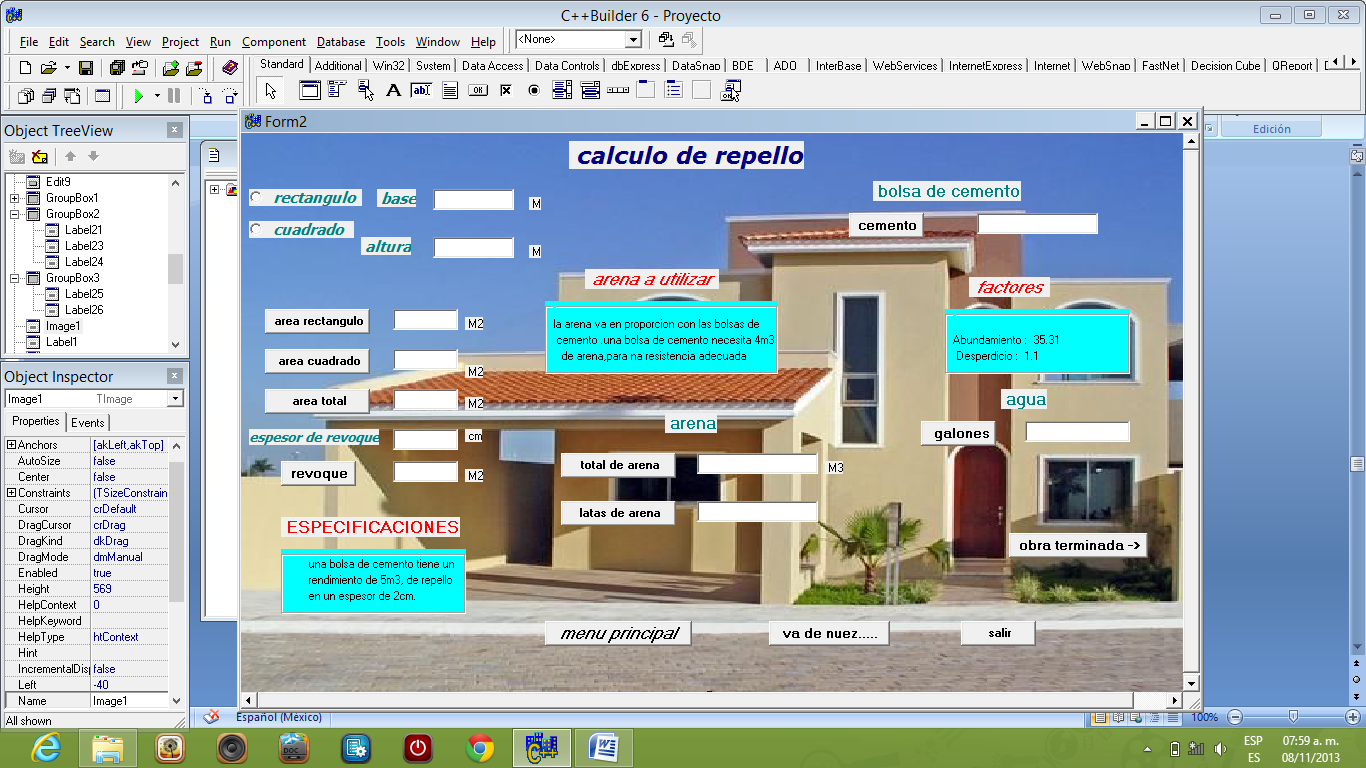 C++Builder 6 - Proyecto
File Edit Search View Project Run Component Database Tools Window Help
<None>
Standard Additional Win32 System Data Access Data Controls dbExpress DataSnap BDE ADO InterBase WebServices InternetExpress Internet WebSnap FastNet Decision Cube QReport
Object TreeView
Edit9
GroupBox1
GroupBox2
Label21
Label23
Label24
GroupBox3
Label25
Label26
Image1
Label1
Object Inspector
Image1 TImage
Properties Events
Anchors [akLeft,akTop]
AutoSize false
Center false
Constraints (TSizeConstrain
Cursor crDefault
DragCursor crDrag
DragKind dkDrag
DragMode dmManual
Enabled true
Height 569
HelpContext 0
HelpKeyword
HelpType htContext
Hint
IncrementalDisp false
Left -40
Name Image1
All shown
Form2
calculo de repello
rectangulo base M
cuadrado
altura M
bolsa de cemento
cemento
arena a utilizar
la arena va en proporcion con las bolsas de
cemento .una bolsa de cemento necesita 4m3
de arena,para na resistencia adecuada
factores
Abundamiento : 35.31
Desperdicio : 1.1
area rectangulo M2
area cuadrado M2
area total M2
espesor de revoque cm
revoque M2
arena
total de arena M3
latas de arena
agua
galones
ESPECIFICACIONES
una bolsa de cemento tiene un
rendimiento de 5m3, de repello
en un espesor de 2cm.
obra terminada ->
menu principal
va de nuez.....
salir
Edición
Español (México)
100%
DOC
ESP
ES
07:59 a. m.
08/11/2013